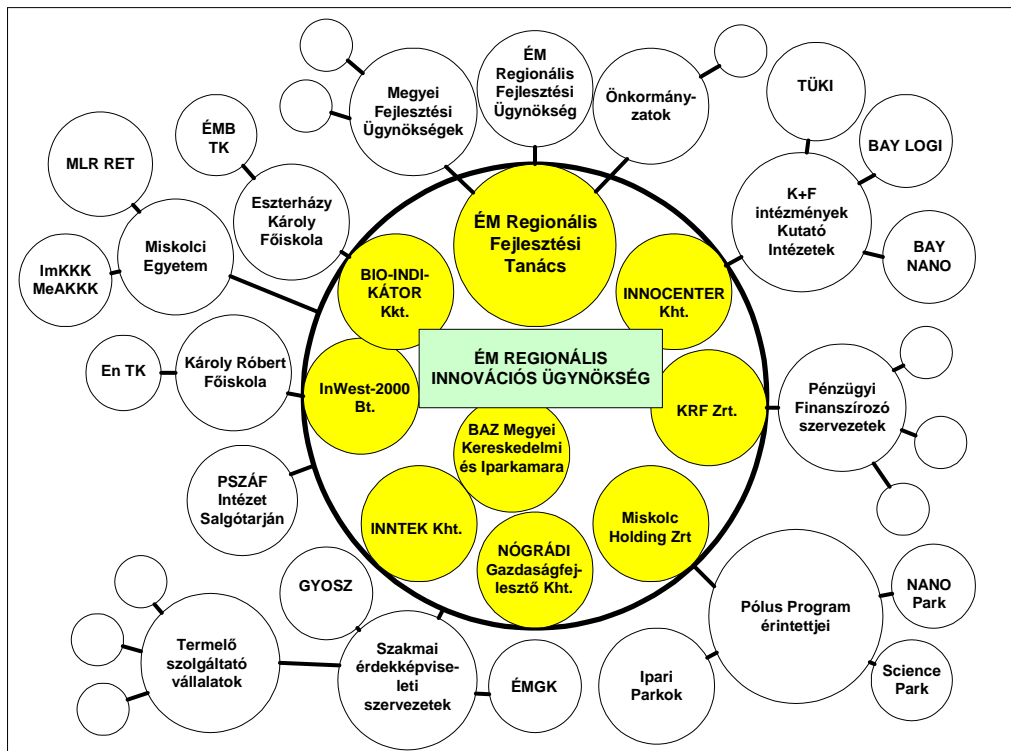 Megyei
Fejlesztési
Ügynökségek
ÉM
Regionális
Fejlesztési
Ügynökség
Önkormány-
zatok
TÜKI
BAY LOGI
K+F
intézmények
Kutató
Intézetek
BAY
NANO
ÉMB
TK
MLR RET
Eszterházy
Károly
Főiskola
Miskolci
Egyetem
ImKKK
MeAKKK
ÉM Regionális
Fejlesztési
Tanács
BIO-INDI-
KÁTOR
Kkt.
INNOCENTER
Kht.
ÉM REGIONÁLIS
INNOVÁCIÓS ÜGYNÖKSÉG
En TK
Károly Róbert
Főiskola
InWest-2000
Bt.
KRF Zrt.
Pénzügyi
Finanszírozó
szervezetek
BAZ Megyei
Kereskedelmi
és Iparkamara
PSZÁF
Intézet
Salgótarján
INNTEK Kht.
Miskolc
Holding Zrt
NÓGRÁDI
Gazdaságfej-
lesztő Kht.
GYOSZ
Termelő
szolgáltató
vállalatok
Szakmai
érdekképvise-
leti
szervezetek
ÉMGK
Ipari
Parkok
Pólus Program
érintettjei
NANO
Park
Science
Park